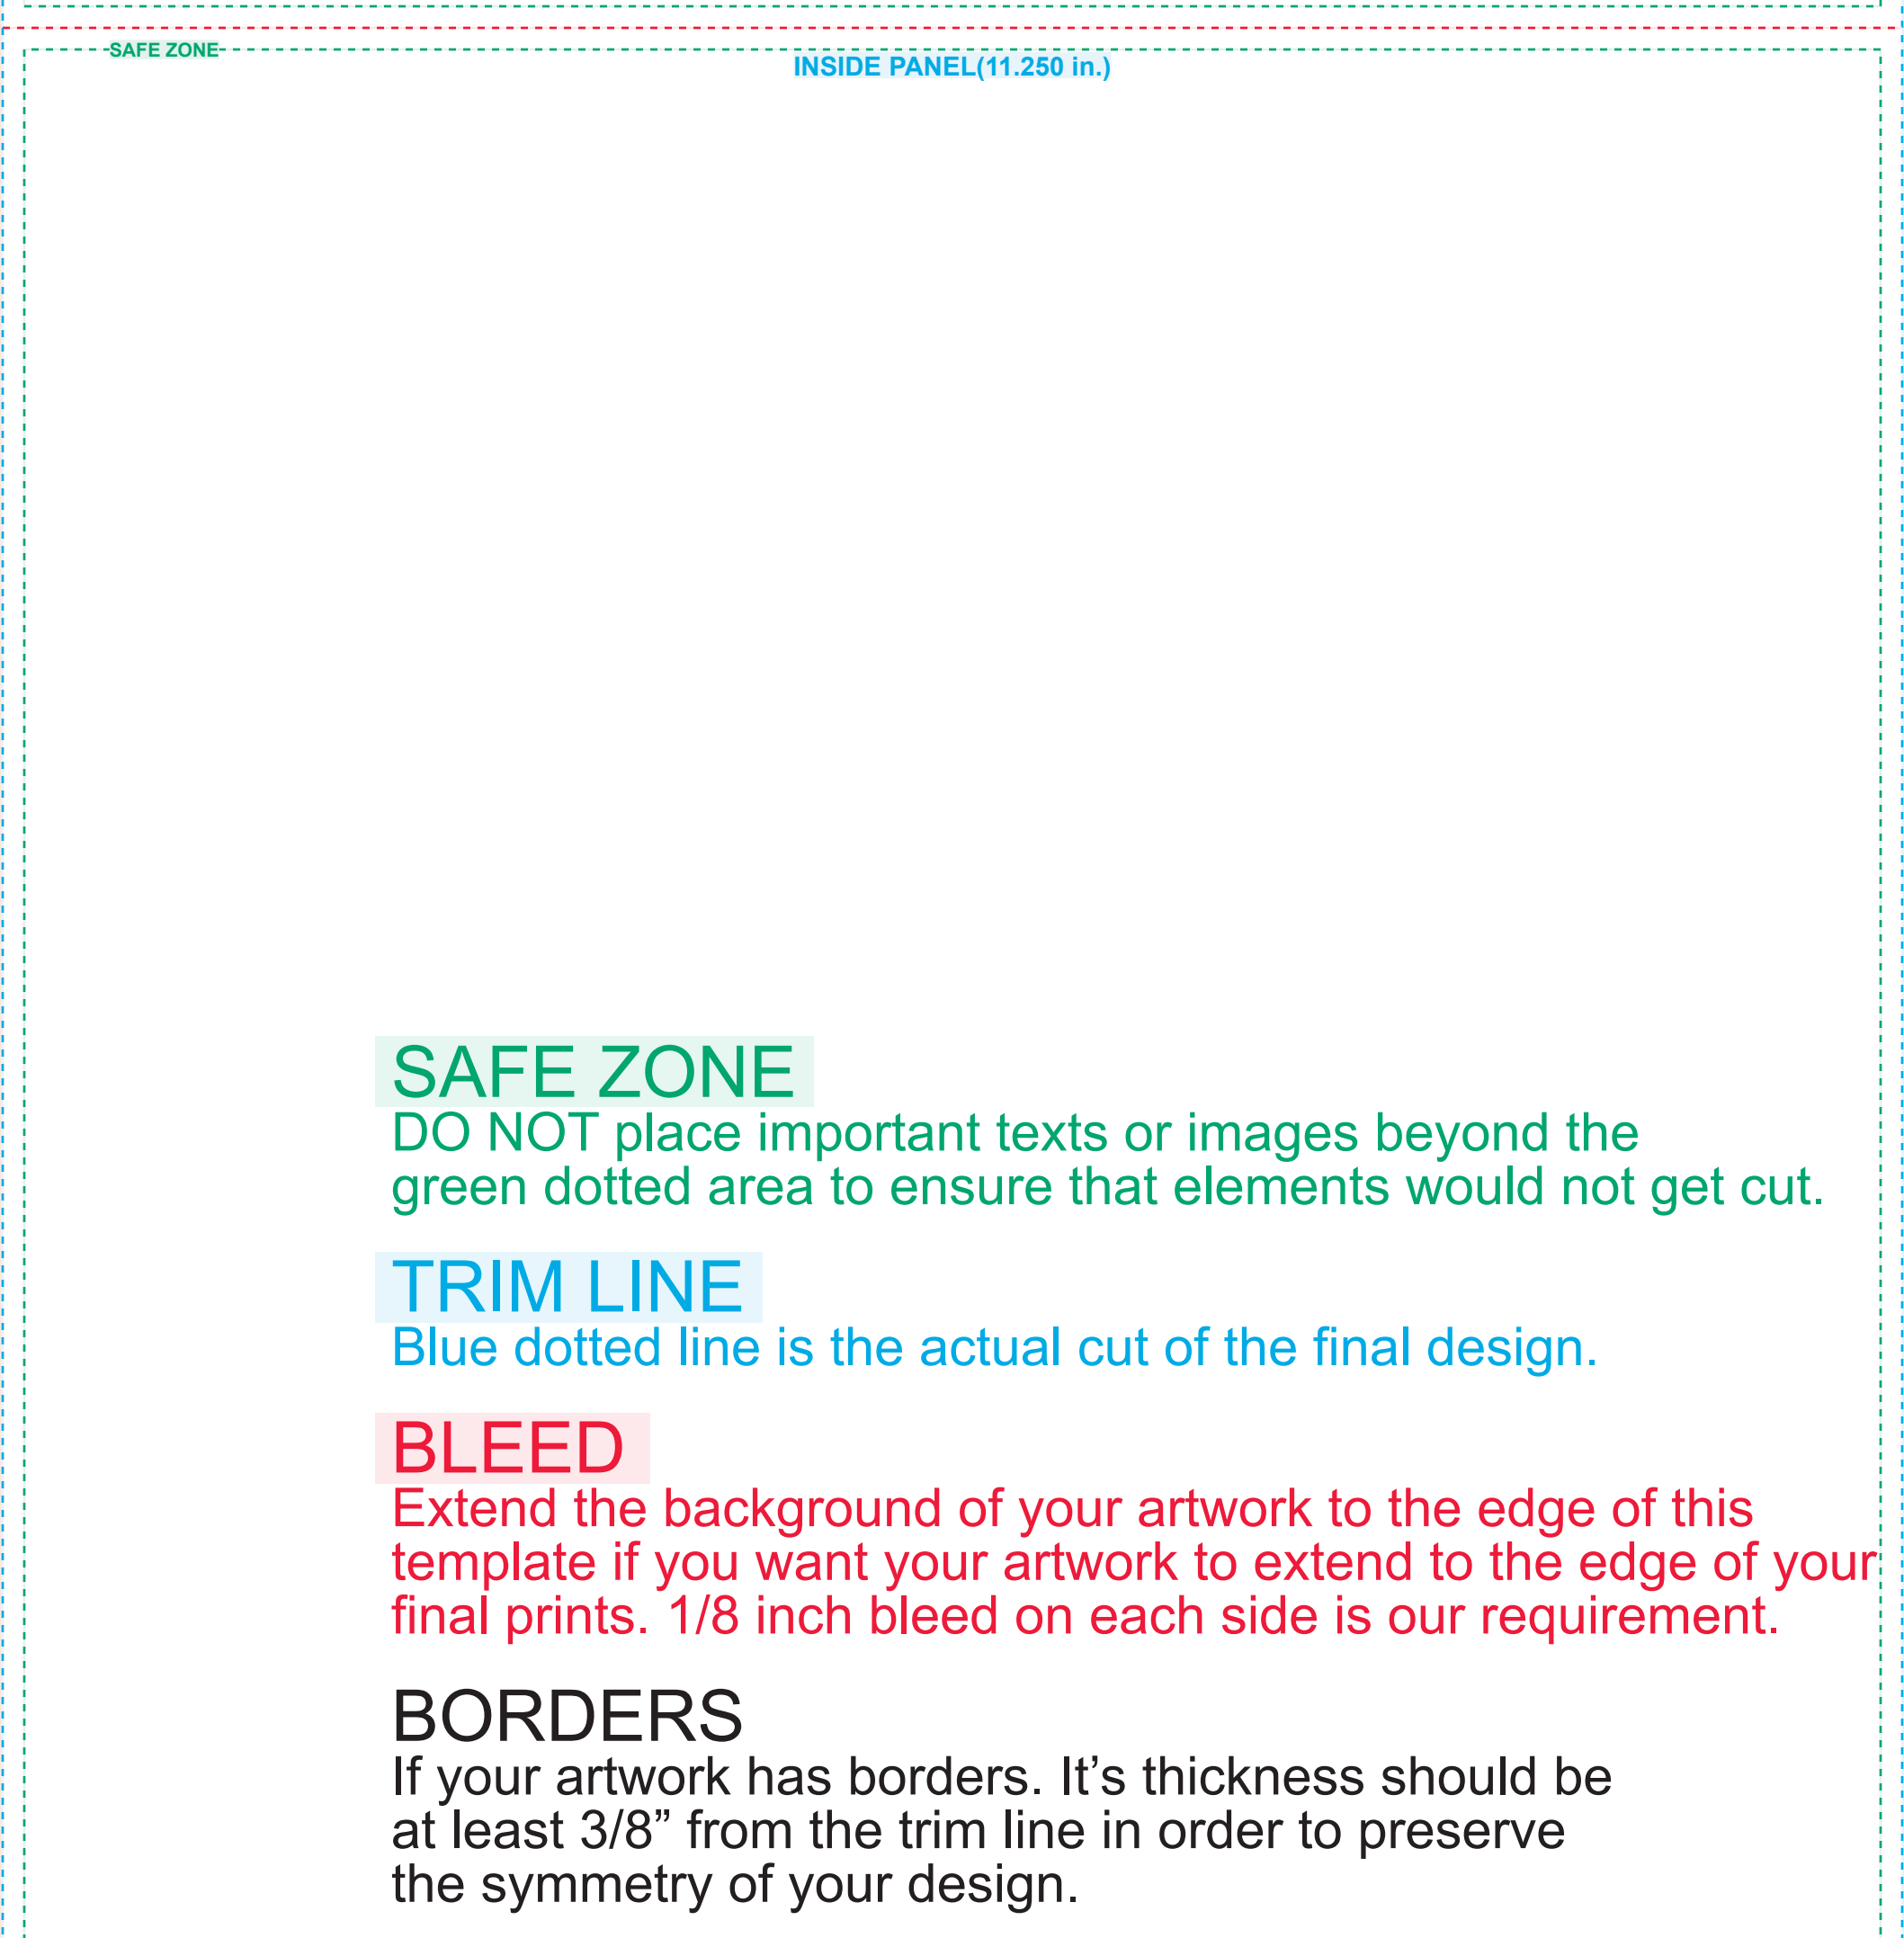 SAFE ZONE
INSIDE PANEL(11.250 in.)
SAFE ZONE
DO NOT place important texts or images beyond the
green dotted area to ensure that elements would not get cut.
TRIM LINE
Blue dotted line is the actual cut of the final design.
BLEED
Extend the background of your artwork to the edge of this
template if you want your artwork to extend to the edge of your
final prints. 1/8 inch bleed on each side is our requirement.
BORDERS
If your artwork has borders. It’s thickness should be
at least 3/8” from the trim line in order to preserve
the symmetry of your design.